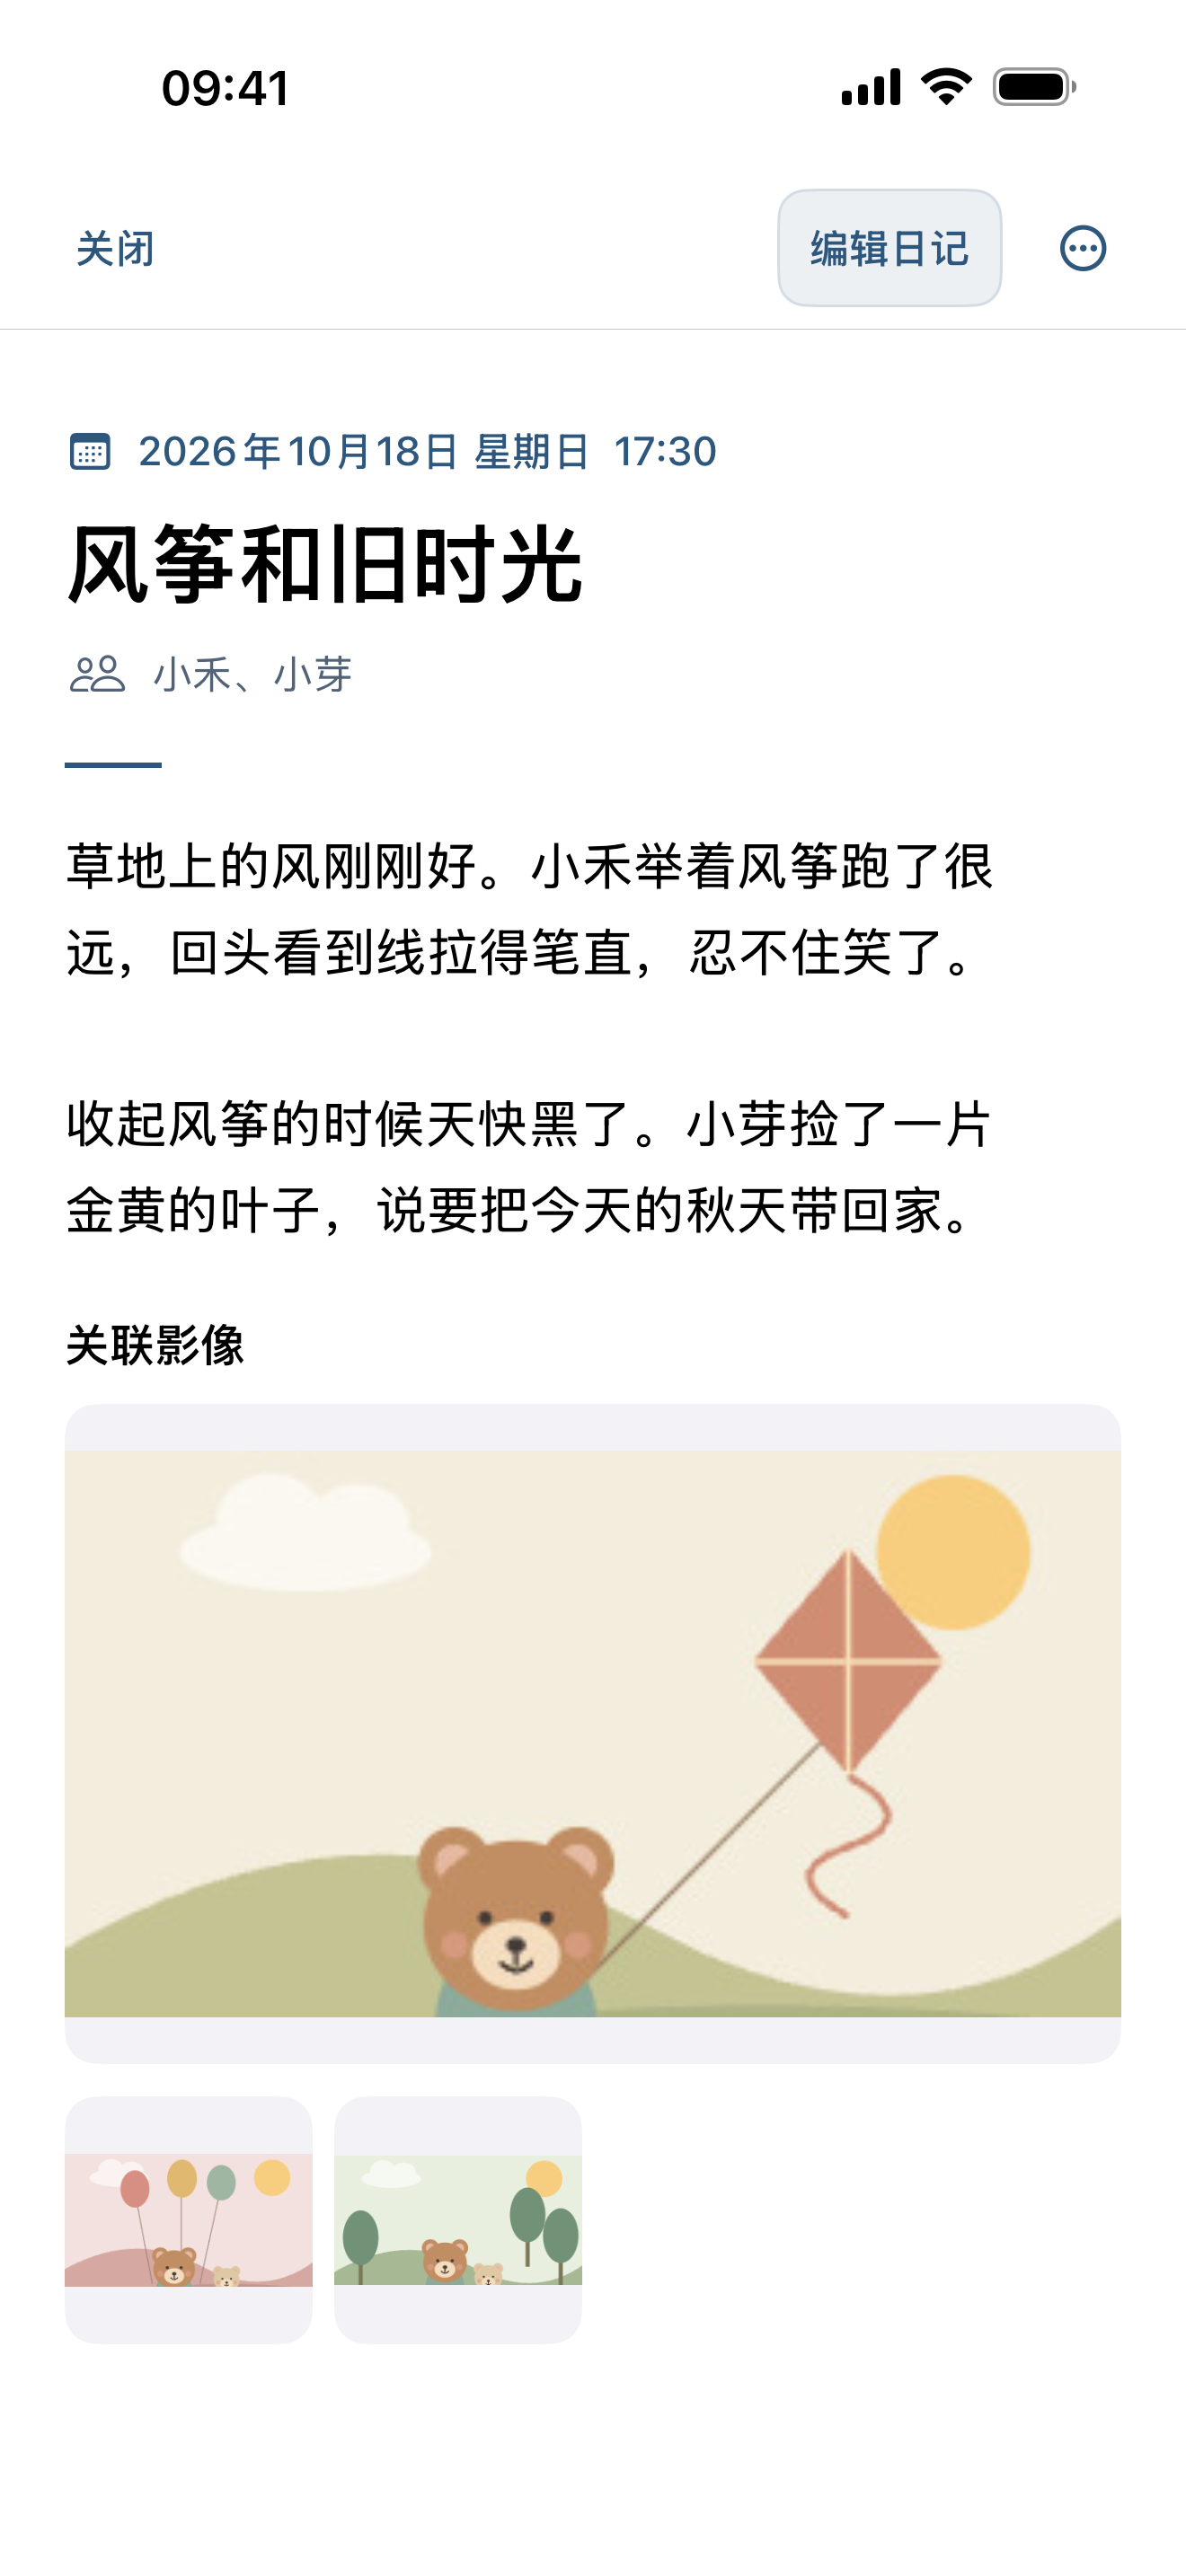 09:41
关闭
编辑日记
2026年10月18日 星期日 17:30
风筝和旧时光
小禾、小芽
草地上的风刚刚好。小禾举着风筝跑了很
远，回头看到线拉得笔直，忍不住笑了。
收起风筝的时候天快黑了。小芽捡了一片
金黄的叶子，说要把今天的秋天带回家。
关联影像